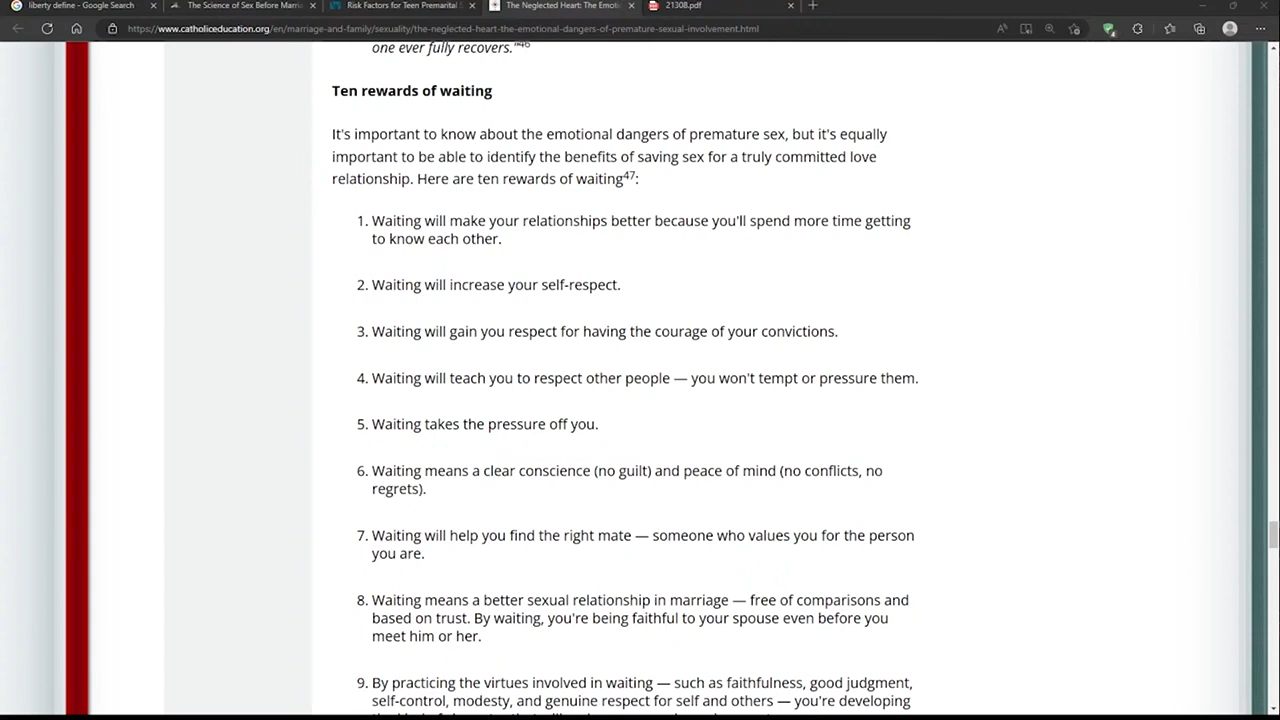 liberty define - Google Search
The Science of Sex Before Marri
Risk Factors for Teen Premarital
The Neglected Heart: The Emoti
21308.pdf
https://www.catholiceducation.org/en/marriage-and-family/sexuality/the-neglected-heart-the-emotional-dangers-of-premature-sexual-involvement.html
one ever fully recovers."46
Ten rewards of waiting
It's important to know about the emotional dangers of premature sex, but it's equally
important to be able to identify the benefits of saving sex for a truly committed love
relationship. Here are ten rewards of waiting47:
1. Waiting will make your relationships better because you'll spend more time getting
to know each other.
2. Waiting will increase your self-respect.
3. Waiting will gain you respect for having the courage of your convictions.
4. Waiting will teach you to respect other people — you won't tempt or pressure them.
5. Waiting takes the pressure off you.
6. Waiting means a clear conscience (no guilt) and peace of mind (no conflicts, no
regrets).
7. Waiting will help you find the right mate — someone who values you for the person
you are.
8. Waiting means a better sexual relationship in marriage — free of comparisons and
based on trust. By waiting, you're being faithful to your spouse even before you
meet him or her.
9. By practicing the virtues involved in waiting — such as faithfulness, good judgment,
self-control, modesty, and genuine respect for self and others — you're developing